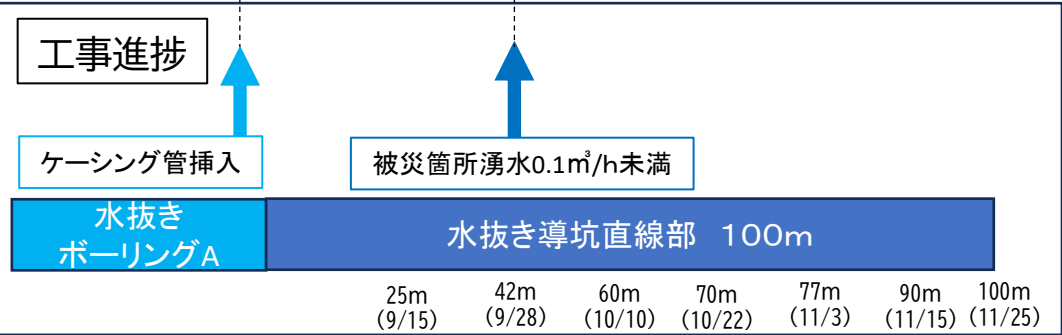 工事進捗
ケーシング管挿入
被災箇所湧水0.1㎥/h未満
水抜き
ボーリングA
水抜き導坑直線部 100m
25m
(9/15)
42m
(9/28)
60m
(10/10)
70m
(10/22)
77m
(11/3)
90m
(11/15)
100m
(11/25)